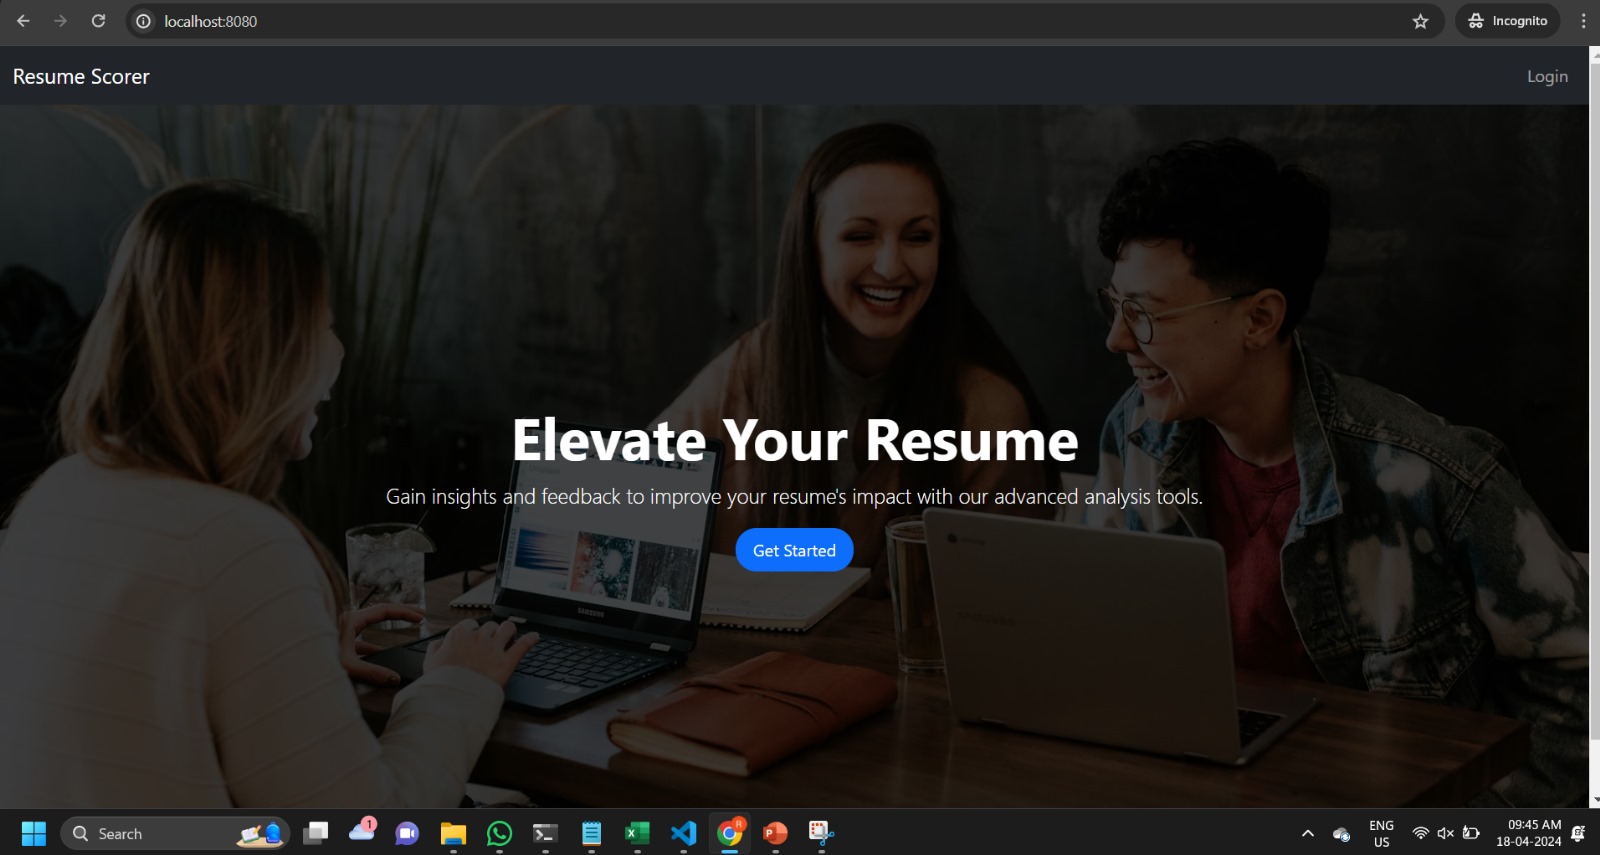 localhost:8080
Incognito
Resume Scorer
Login
Elevate Your Resume
Gain insights and feedback to improve your resume's impact with our advanced analysis tools.
Get Started
SAMSUNG
Search
1
ENG
US
09:45 AM
18-04-2024